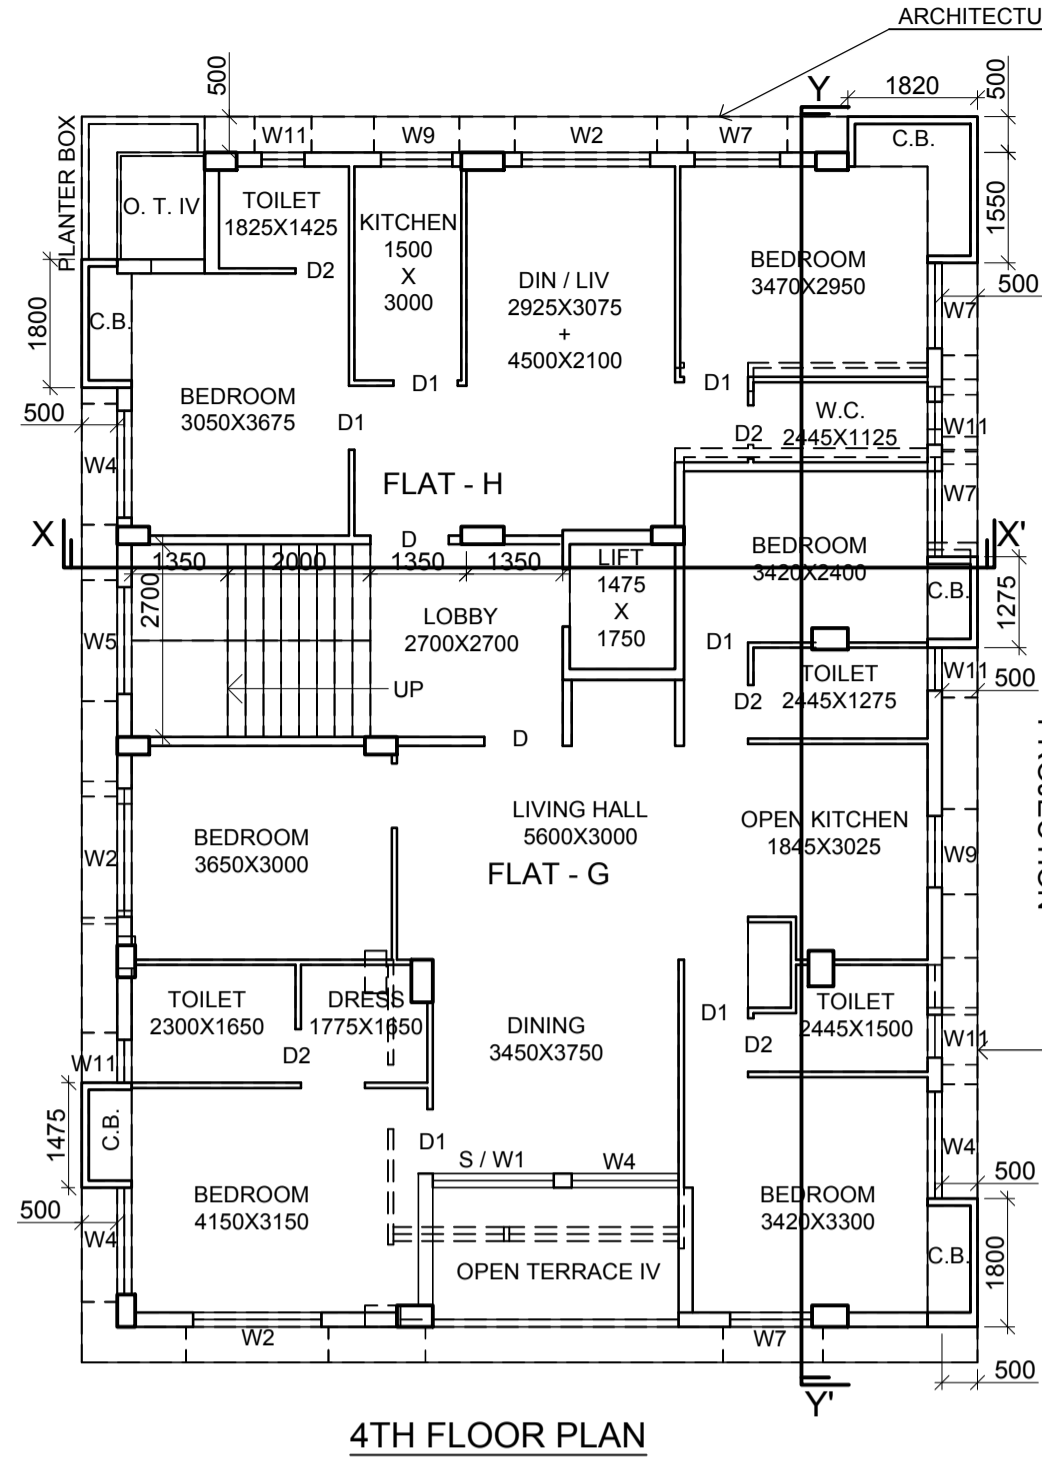 ARCHITECTU
500
Y
1820
500
W11
W9
W2
W7
C.B.
PLANTER BOX
O. T. IV
TOILET
1825X1425
KITCHEN
1500
X
3000
D2
DIN / LIV
2925X3075
+
4500X2100
BEDROOM
3470X2950
1550
500
W7
1800
C.B.
BEDROOM
3050X3675
D1
D1
D1
W.C.
2445X1125
D2
W11
500
W4
FLAT - H
W7
X
D
X'
1350
2000
1350
1350
LIFT
1475
X
1750
BEDROOM
3420X2400
C.B.
1275
2700
W5
LOBBY
2700X2700
UP
D1
TOILET
2445X1275
D2
W11
500
D
BEDROOM
3650X3000
LIVING HALL
5600X3000
OPEN KITCHEN
1845X3025
W2
W9
FLAT - G
PROJECTION
TOILET
2300X1650
DRESS
1775X1650
D2
DINING
3450X3750
D1
D2
TOILET
2445X1500
W11
W11
1475
C.B.
D1
S / W1
W4
W4
500
BEDROOM
4150X3150
BEDROOM
3420X3300
500
W4
OPEN TERRACE IV
C.B.
1800
W2
W7
500
Y'
4TH FLOOR PLAN